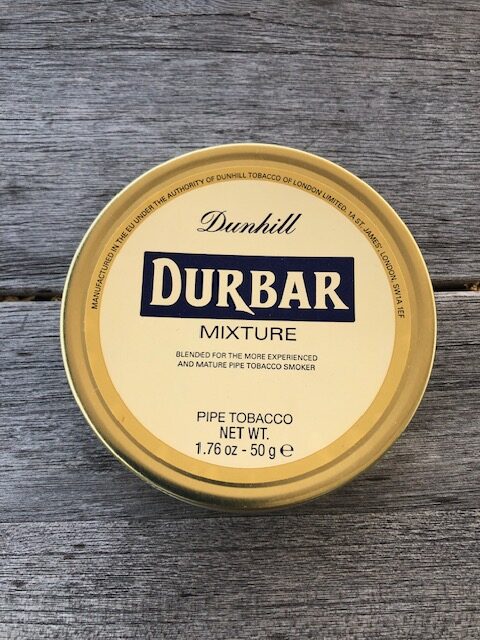 MANUFACTURED IN THE EU UNDER THE AUTHORITY OF DUNHILL TOBACCO OF LONDON LIMITED, 1A ST. JAMES', LONDON, SW1A 1EF
Dunhill
DURBAR
MIXTURE
BLENDED FOR THE MORE EXPERIENCED
AND MATURE PIPE TOBACCO SMOKER
PIPE TOBACCO
NET WT.
1.76 oz - 50 g ℮